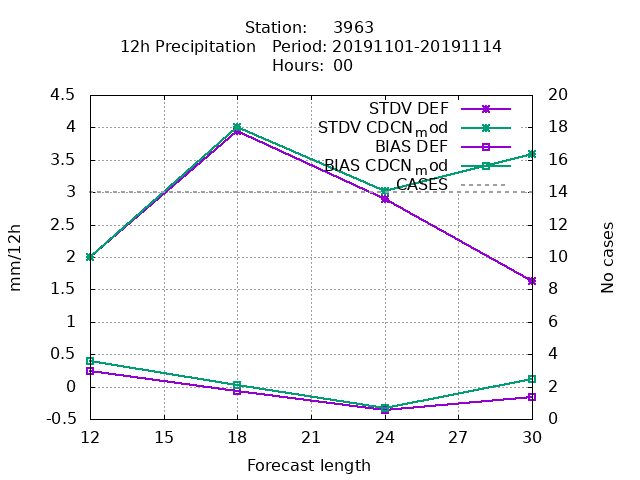 Station: 3963
12h Precipitation Period: 20191101-20191114
Hours: 00
STDV DEF
STDV CDCNmod
BIAS DEF
BIAS CDCNmod
CASES
4.5
4
3.5
3
2.5
2
1.5
1
0.5
0
-0.5
mm/12h
20
18
16
14
12
10
8
6
4
2
0
No cases
12 15 18 21 24 27 30
Forecast length